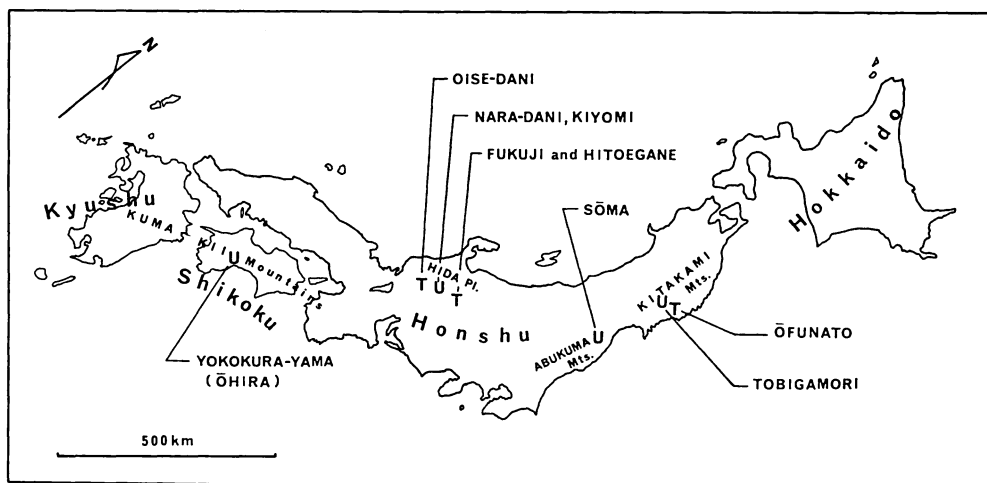 N
OISE-DANI
NARA-DANI, KIYOMI
FUKUJI and HITOEGANE
SŌMA
Hokkaido
Kyushu
KUMA
KII Mountains
U
Shikoku
HIDA Pl.
T U T
Honshu
ABUKUMA Mts.
U
KITAKAMI Mts.
U T
ŌFUNATO
TOBIGAMORI
YOKOKURA-YAMA
(ŌHIRA)
500 km